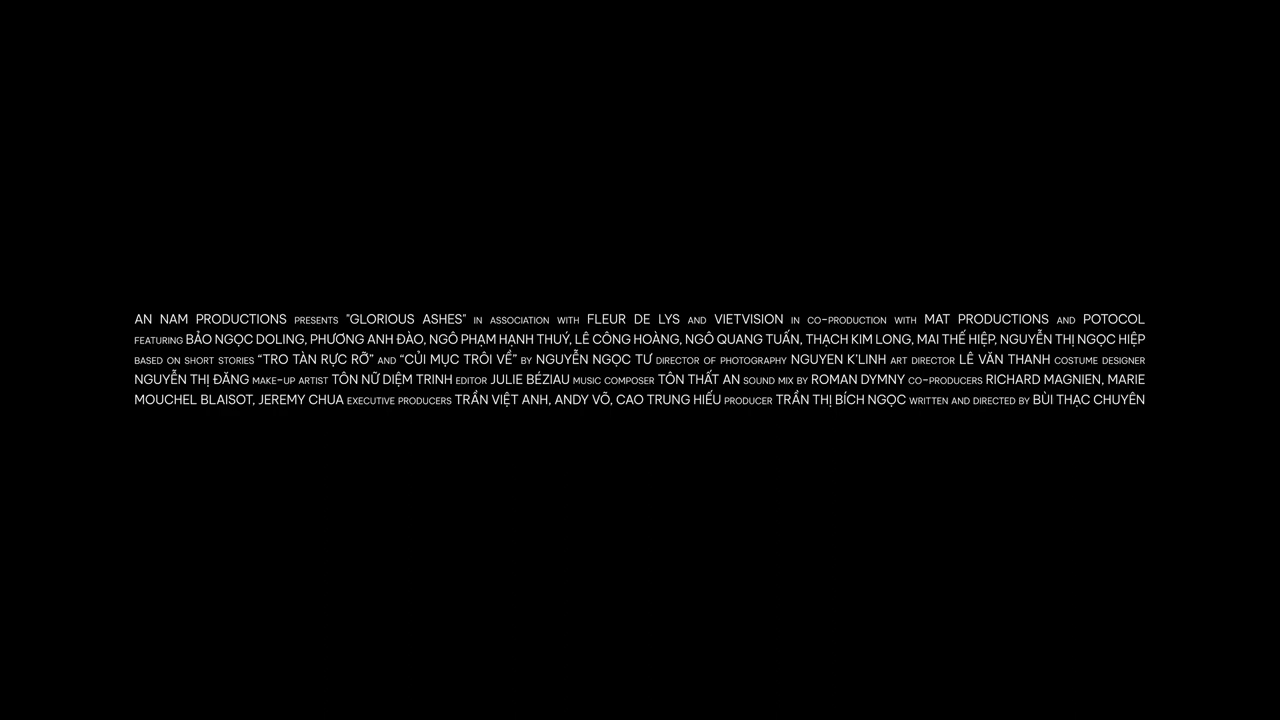 AN NAM PRODUCTIONS PRESENTS "GLORIOUS ASHES" IN ASSOCIATION WITH FLEUR DE LYS AND VIETVISION IN CO-PRODUCTION WITH MAT PRODUCTIONS AND POTOCOL
FEATURING BẢO NGỌC DOLING, PHƯƠNG ANH ĐÀO, NGÔ PHẠM HẠNH THUÝ, LÊ CÔNG HOÀNG, NGÔ QUANG TUẤN, THẠCH KIM LONG, MAI THẾ HIỆP, NGUYỄN THỊ NGỌC HIỆP
BASED ON SHORT STORIES “TRO TÀN RỰC RỠ” AND “CỦI MỤC TRÔI VỀ” BY NGUYỄN NGỌC TƯ DIRECTOR OF PHOTOGRAPHY NGUYEN K’LINH ART DIRECTOR LÊ VĂN THANH COSTUME DESIGNER
NGUYỄN THỊ ĐĂNG MAKE-UP ARTIST TÔN NỮ DIỆM TRINH EDITOR JULIE BÉZIAU MUSIC COMPOSER TÔN THẤT AN SOUND MIX BY ROMAN DYMNY CO-PRODUCERS RICHARD MAGNIEN, MARIE
MOUCHEL BLAISOT, JEREMY CHUA EXECUTIVE PRODUCERS TRẦN VIỆT ANH, ANDY VÕ, CAO TRUNG HIẾU PRODUCER TRẦN THỊ BÍCH NGỌC WRITTEN AND DIRECTED BY BÙI THẠC CHUYÊN